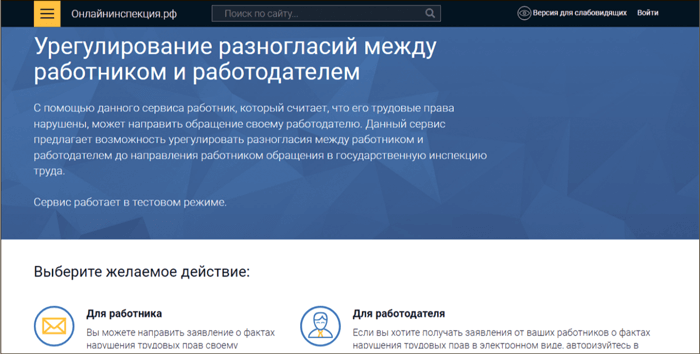 Онлайнинспекция.рф
Поиск по сайту...
Версия для слабовидящих
Войти
Урегулирование разногласий между
работником и работодателем
С помощью данного сервиса работник, который считает, что его трудовые права
нарушены, может направить обращение своему работодателю. Данный сервис
предлагает возможность урегулировать разногласия между работником и
работодателем до направления работником обращения в государственную инспекцию
труда.
Сервис работает в тестовом режиме.
Выберите желаемое действие:
Для работника
Вы можете направить заявление о фактах
нарушения трудовых прав своему
Для работодателя
Если вы хотите получать заявления от ваших работников о фактах
нарушения трудовых прав в электронном виде, авторизуйтесь в